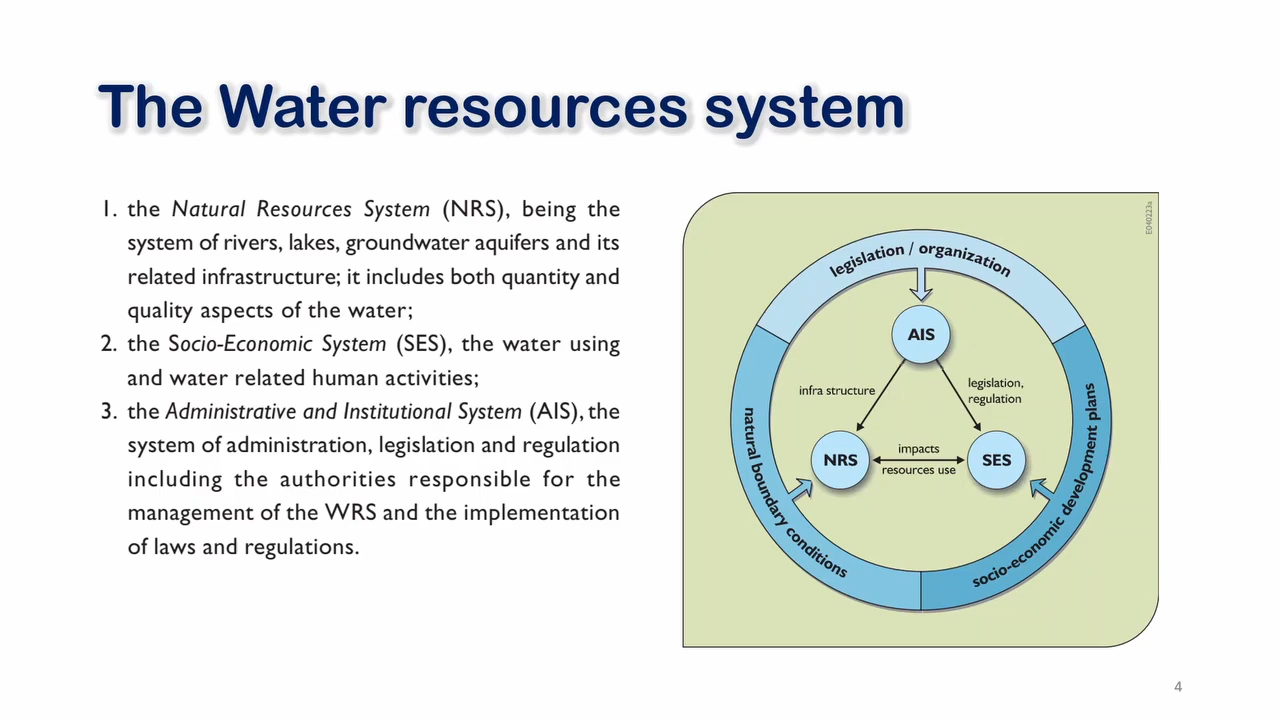 The Water resources system
1. the Natural Resources System (NRS), being the
system of rivers, lakes, groundwater aquifers and its
related infrastructure; it includes both quantity and
quality aspects of the water;
2. the Socio-Economic System (SES), the water using
and water related human activities;
3. the Administrative and Institutional System (AIS), the
system of administration, legislation and regulation
including the authorities responsible for the
management of the WRS and the implementation
of laws and regulations.
E040223a
legislation / organization
AIS
infra structure
legislation,
regulation
natural boundary conditions
NRS
impacts
resources use
SES
socio-economic development plans
4